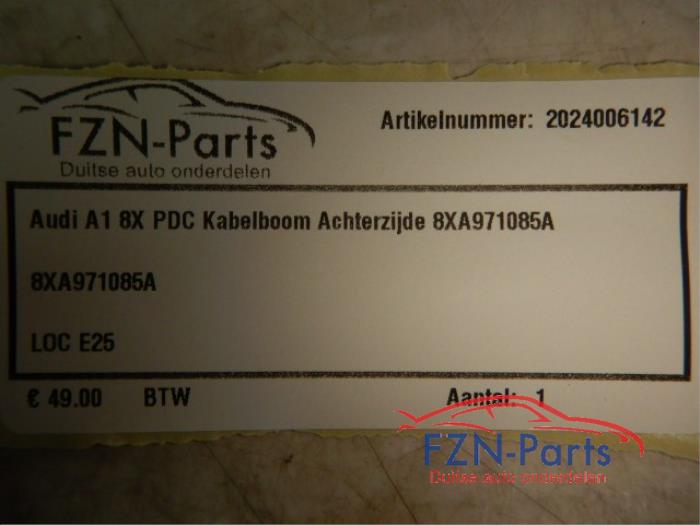 FZN-Parts
Duitse auto onderdelen
Artikelnummer: 2024006142
Audi A1 8X PDC Kabelboom Achterzijde 8XA971085A
8XA971085A
LOC E25
€ 49.00 BTW Aantal: 1
FZN-Parts
Duitse auto onderdelen